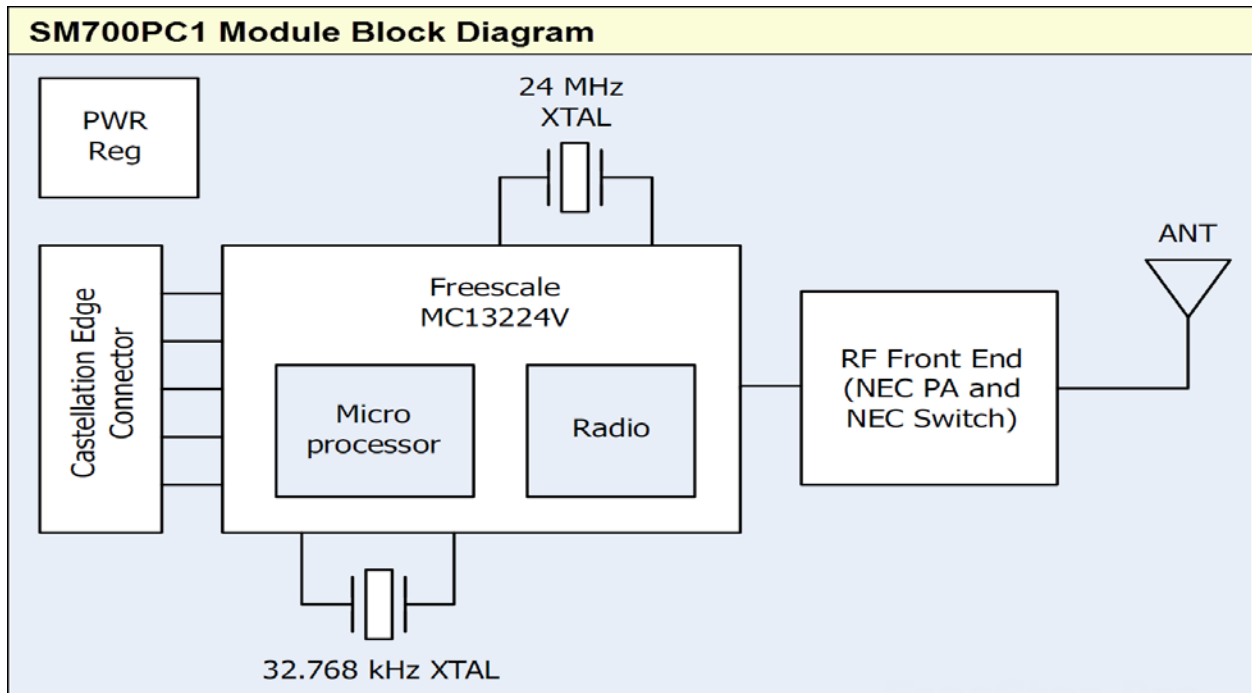 SM700PC1 Module Block Diagram
PWR
Reg
24 MHz
XTAL
ANT
Castellation Edge
Connector
Freescale
MC13224V
Micro
processor
Radio
RF Front End
(NEC PA and
NEC Switch)
32.768 kHz XTAL